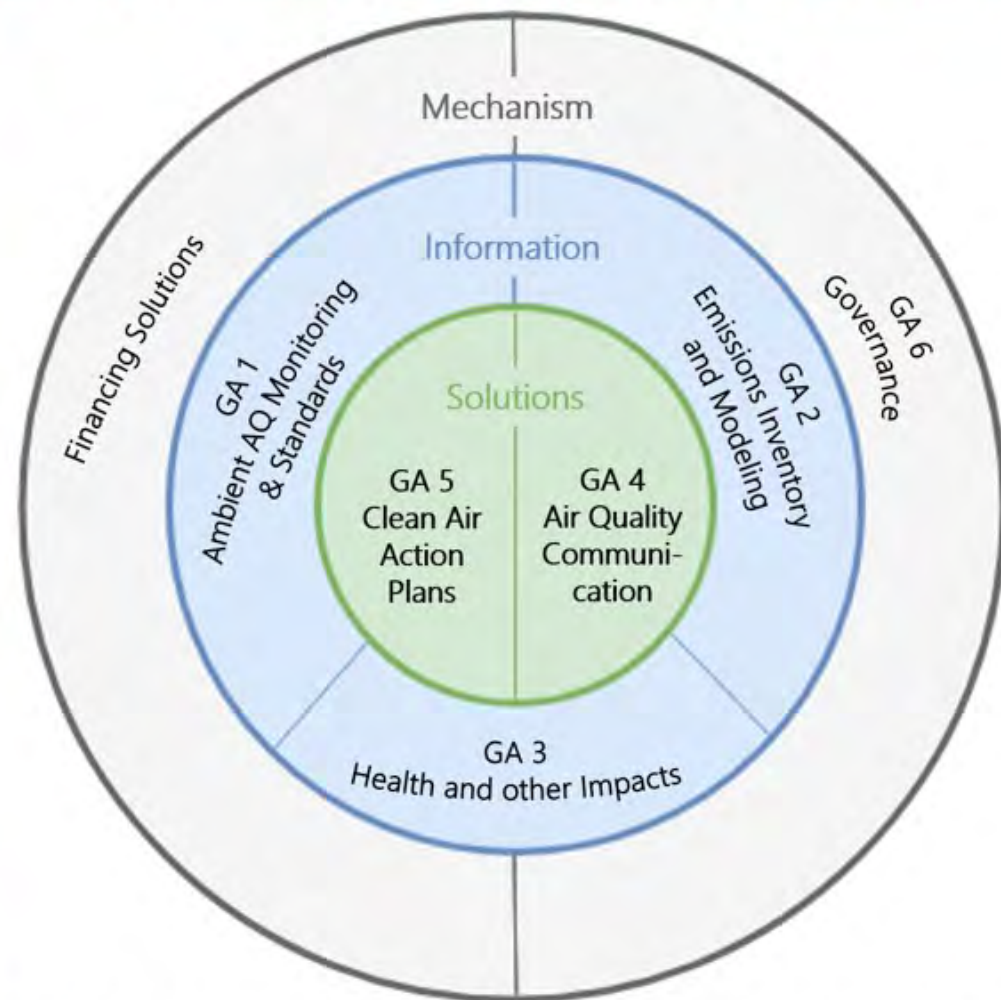 Mechanism
Information
Solutions
Financing Solutions
GA 1
Ambient AQ Monitoring
& Standards
GA 5
Clean Air
Action
Plans
GA 4
Air Quality
Communi-
cation
GA 2
Emissions Inventory
and Modeling
GA 6
Governance
GA 3
Health and other Impacts